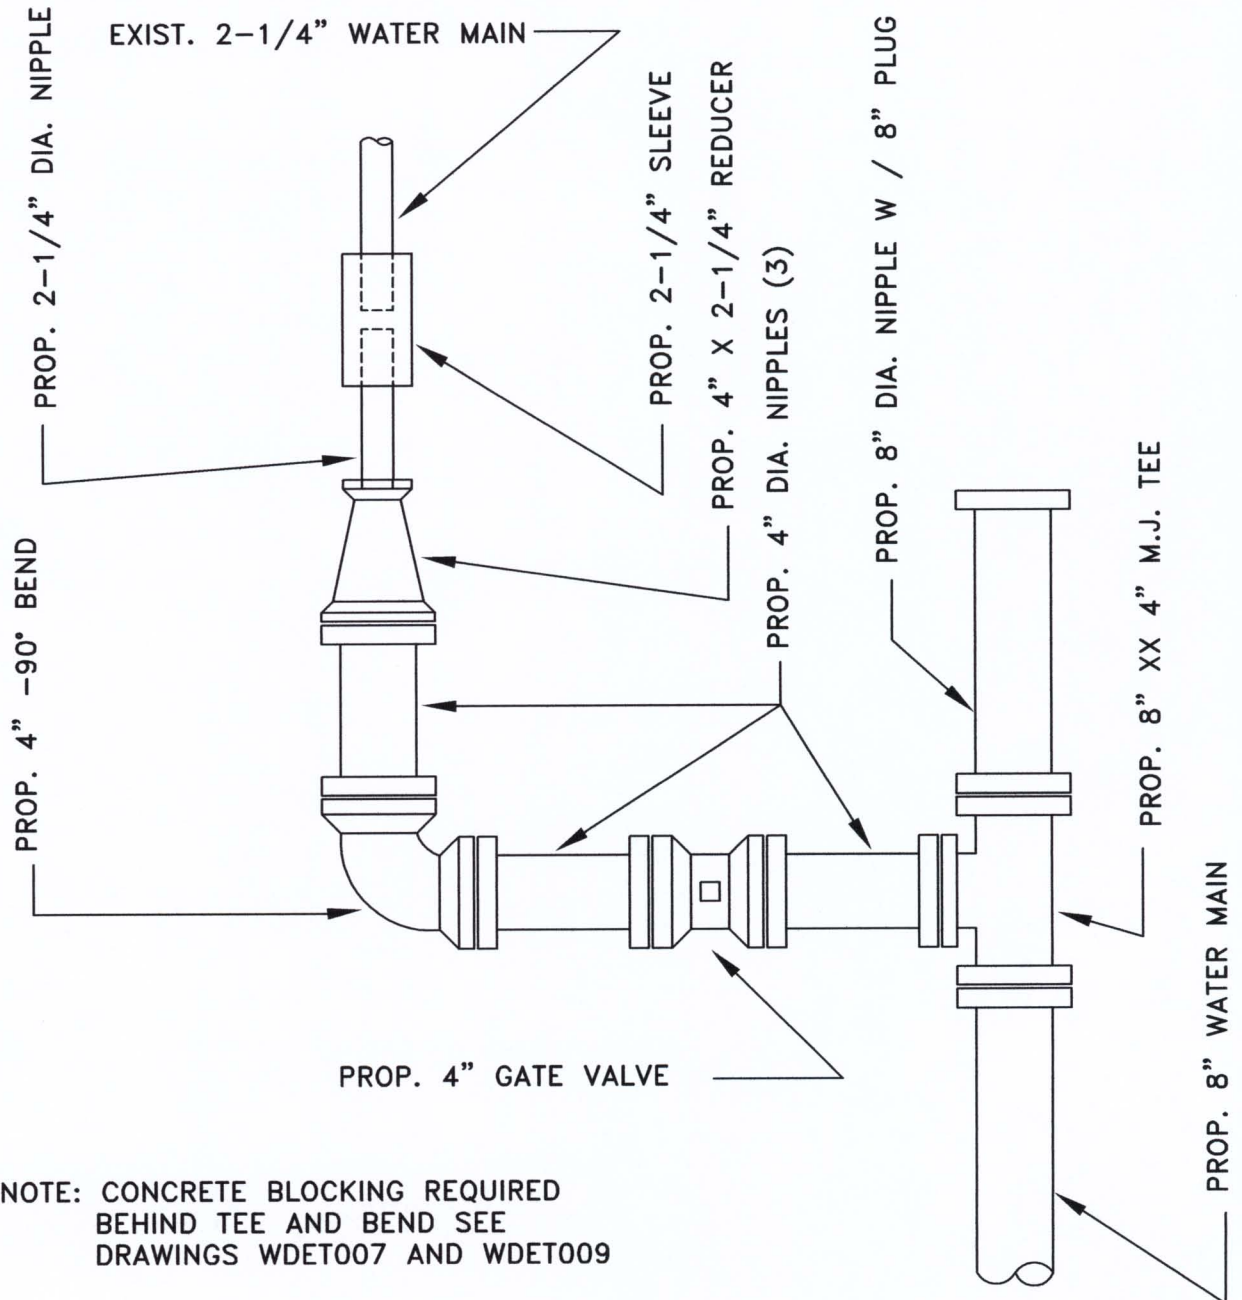 PROP. 2-1/4" DIA. NIPPLE
EXIST. 2-1/4" WATER MAIN
PROP. 2-1/4" SLEEVE
PROP. 4" X 2-1/4" REDUCER
PROP. 4" DIA. NIPPLES (3)
PROP. 8" DIA. NIPPLE W / 8" PLUG
PROP. 4" -90° BEND
PROP. 8" XX 4" M.J. TEE
PROP. 8" WATER MAIN
PROP. 4" GATE VALVE
NOTE: CONCRETE BLOCKING REQUIRED
BEHIND TEE AND BEND SEE
DRAWINGS WDET007 AND WDET009